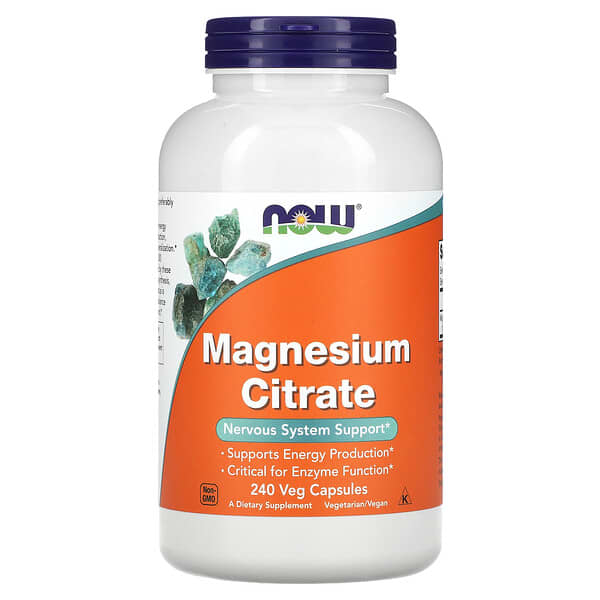 NOW®
Magnesium
Citrate
Nervous System Support*
• Supports Energy Production*
• Critical for Enzyme Function*
240 Veg Capsules
Non-
GMO
A Dietary Supplement
Vegetarian/Vegan
K